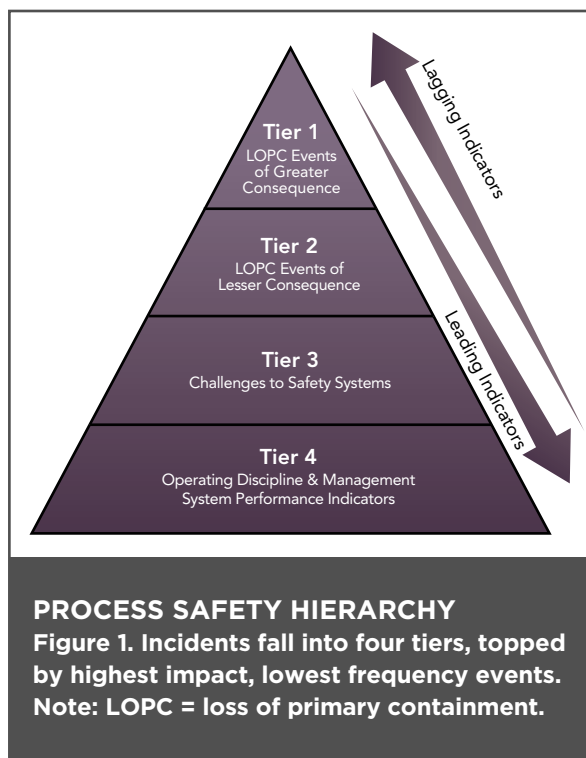 Tier 1
LOPC Events
of Greater
Consequence
Lagging Indicators
Tier 2
LOPC Events of
Lesser Consequence
Tier 3
Challenges to Safety Systems
Leading Indicators
Tier 4
Operating Discipline & Management
System Performance Indicators
PROCESS SAFETY HIERARCHY
Figure 1. Incidents fall into four tiers, topped
by highest impact, lowest frequency events.
Note: LOPC = loss of primary containment.